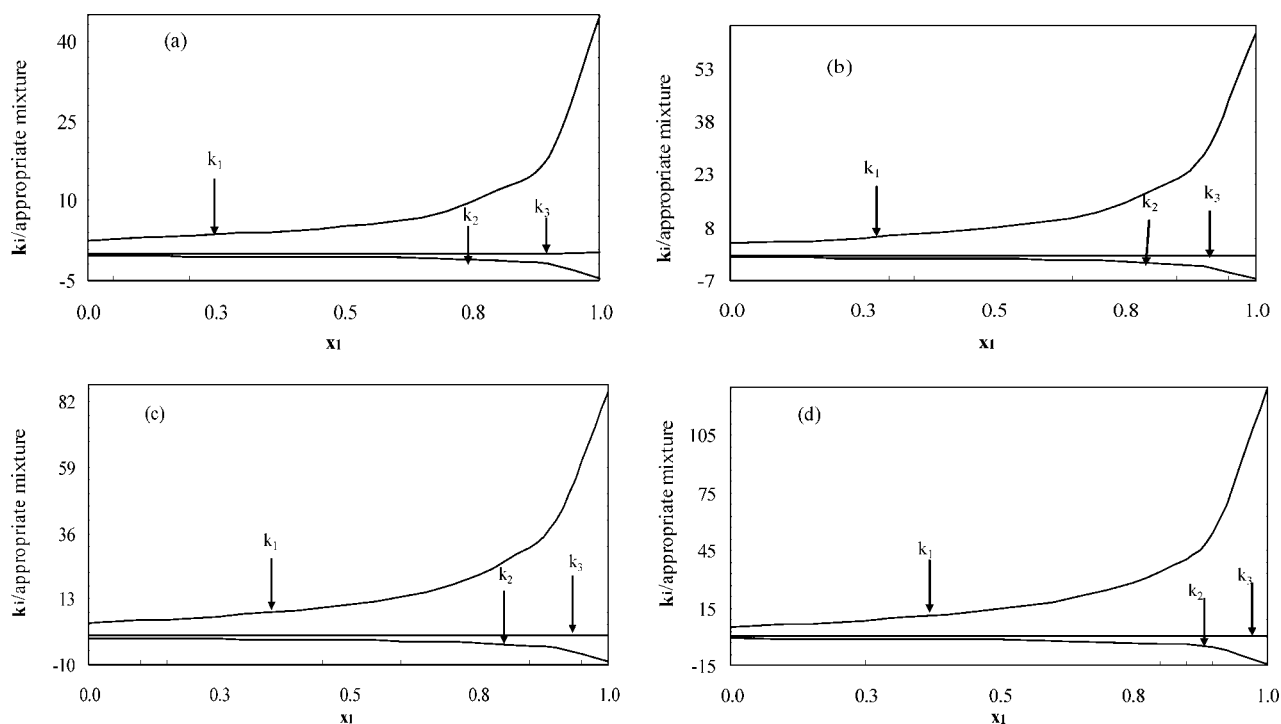 (a)
40
25
10
-5
ki/appropriate mixture
k1
k2
k3
0.0 0.3 0.5 0.8 1.0
x1
(b)
53
38
23
8
-7
ki/appropriate mixture
k1
k2
k3
0.0 0.3 0.5 0.8 1.0
x1
(c)
82
59
36
13
-10
ki/appropriate mixture
k1
k2
k3
0.0 0.3 0.5 0.8 1.0
x1
(d)
105
75
45
15
-15
ki/appropriate mixture
k1
k2
k3
0.0 0.3 0.5 0.8 1.0
x1